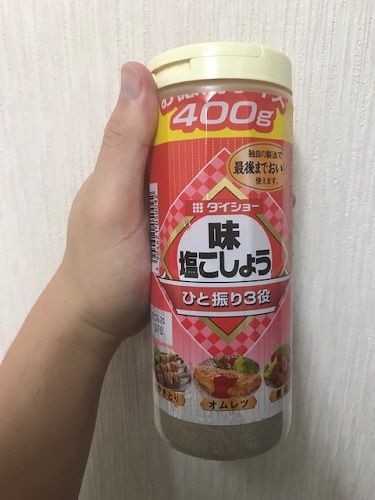 400g
独自の製法で
最後までおいしく
使えます。
ダイショー
味
塩こしょう
ひと振り3役
オムレツ